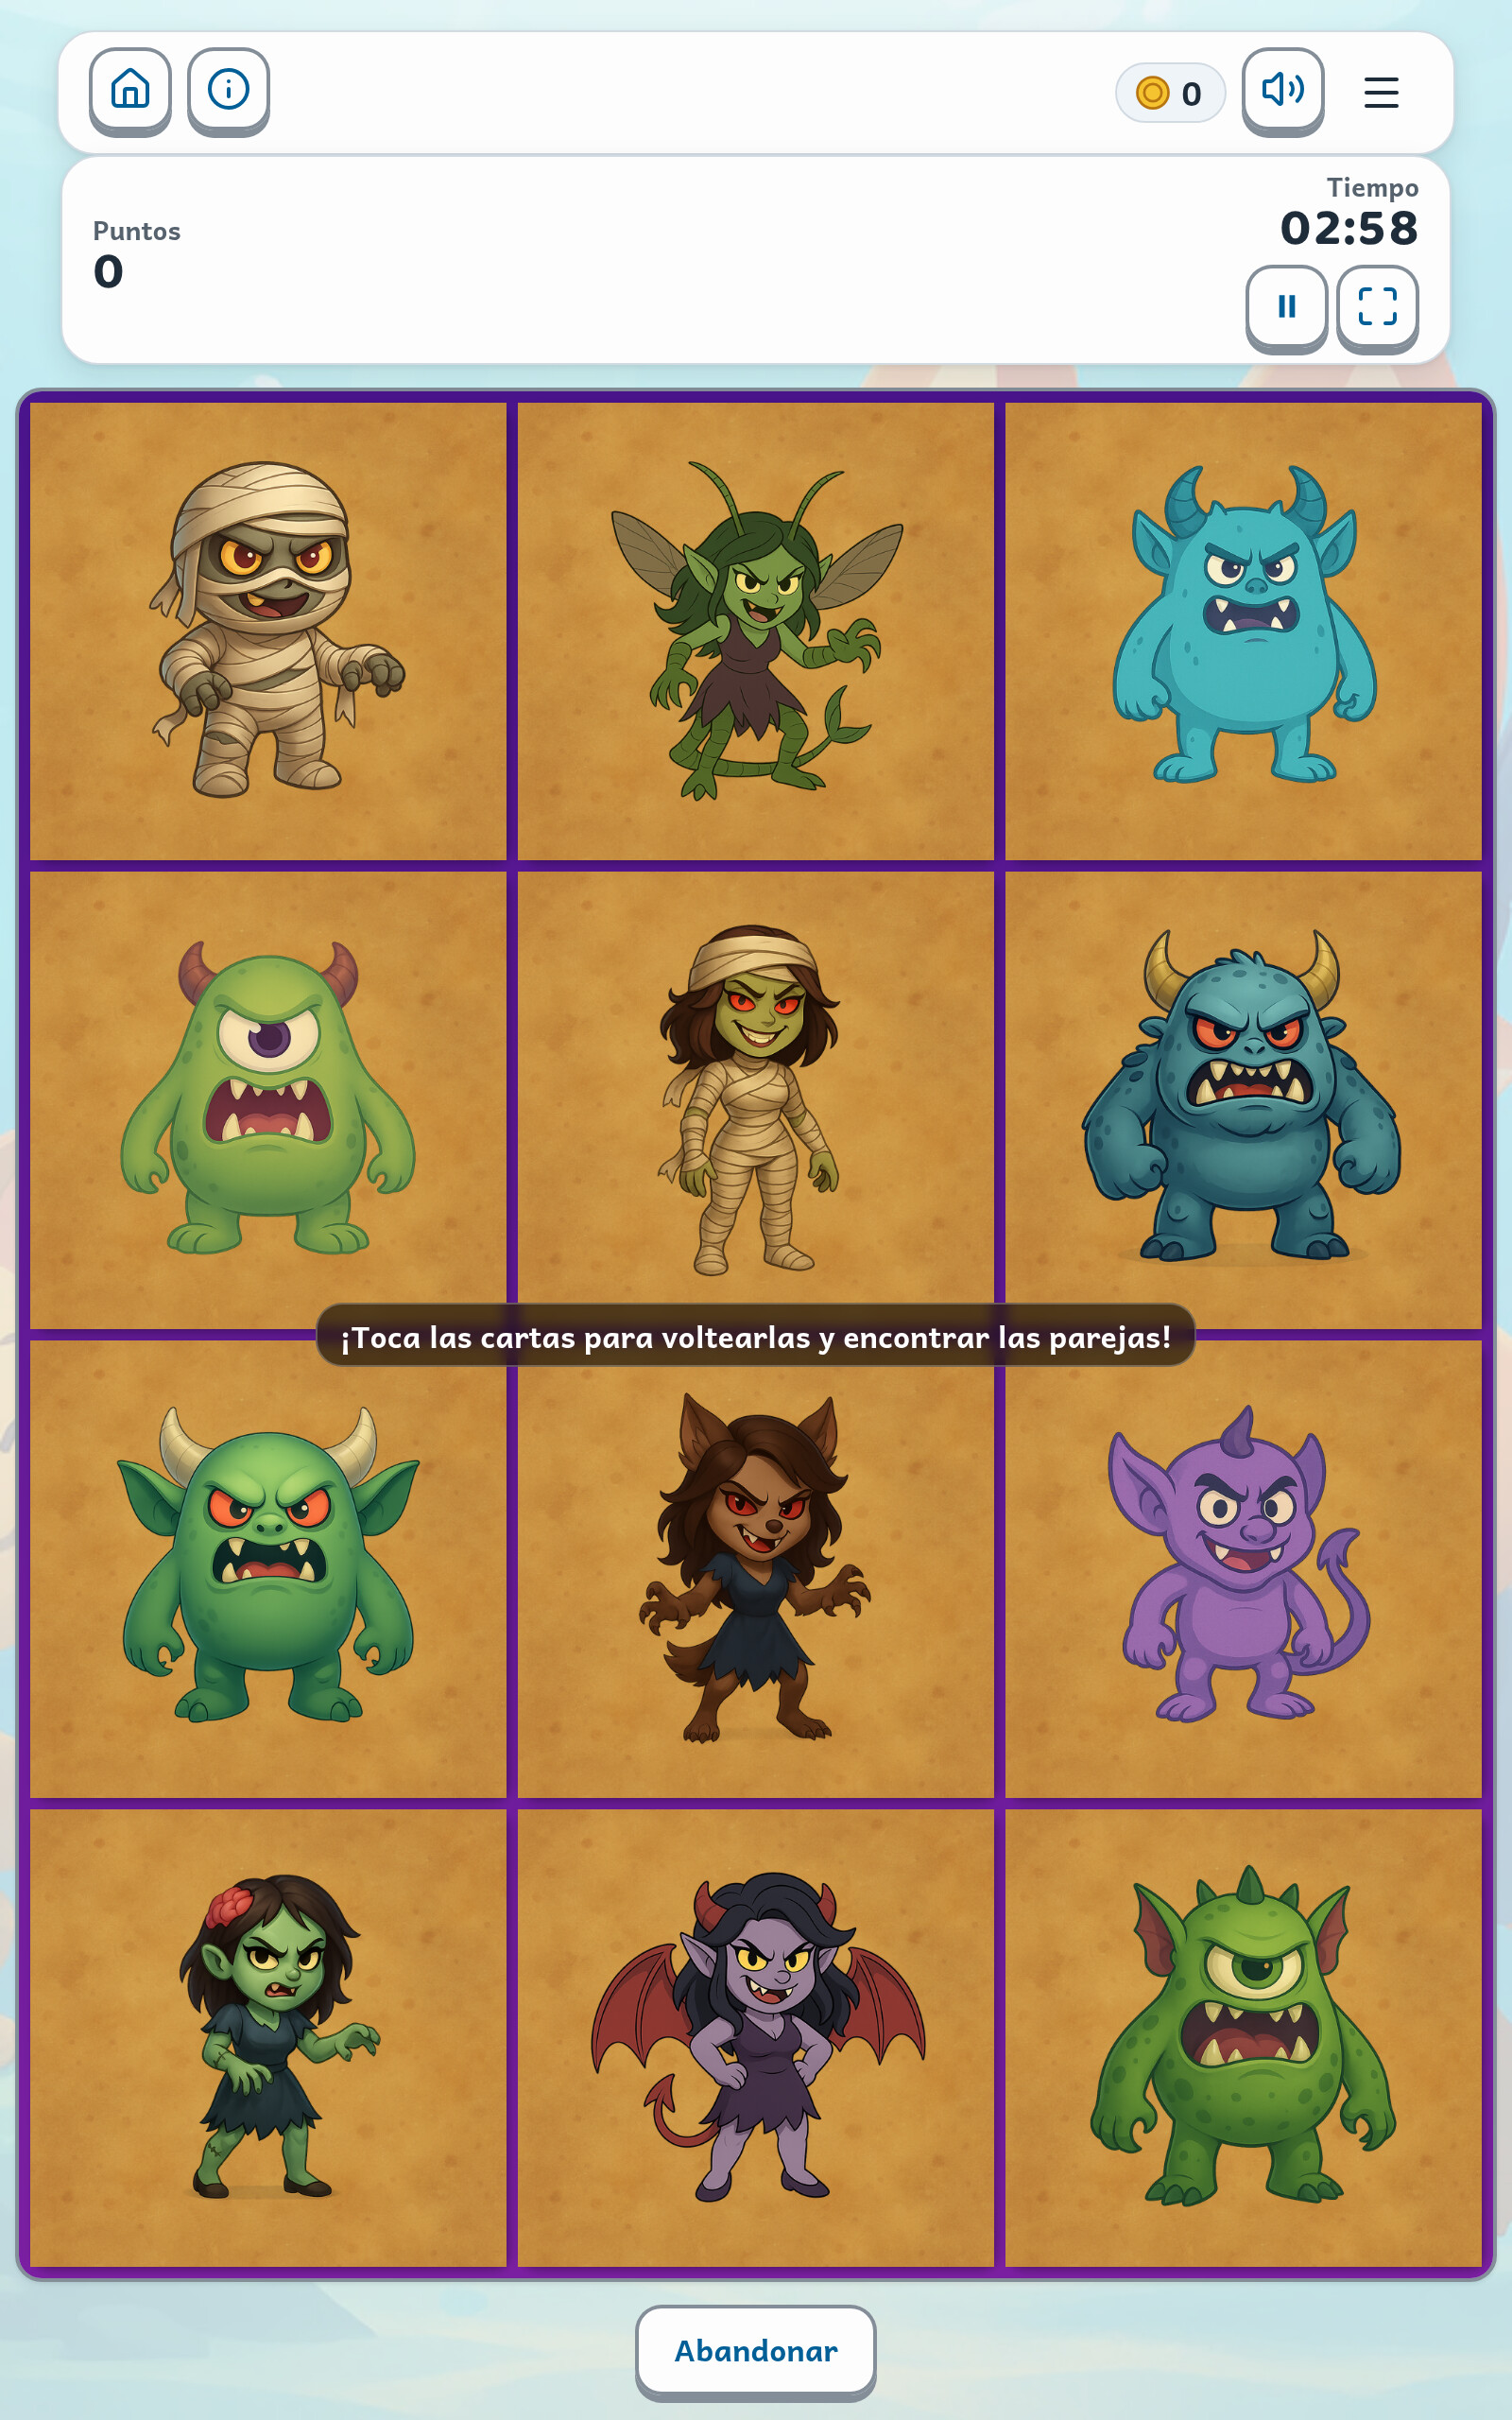 0
Tiempo
02:58
Puntos
0
¡Toca las cartas para voltearlas y encontrar las parejas!
Abandonar